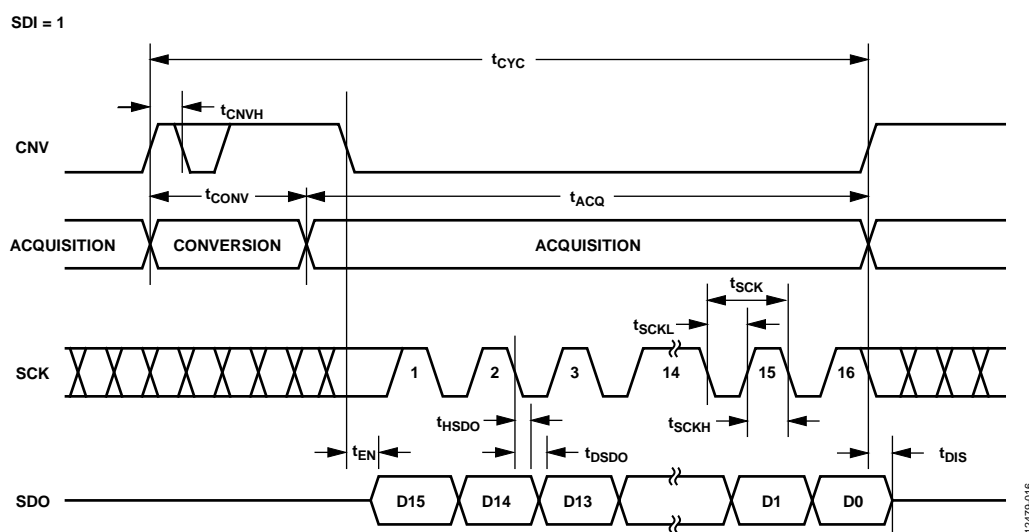 SDI = 1
tCYC
tCNVH
CNV
tCONV
tACQ
ACQUISITION
CONVERSION
ACQUISITION
tSCK
tSCKL
SCK
1
2
3
14
15
16
tHSDO
tSCKH
tEN
tDSDO
tDIS
SDO
D15
D14
D13
D1
D0